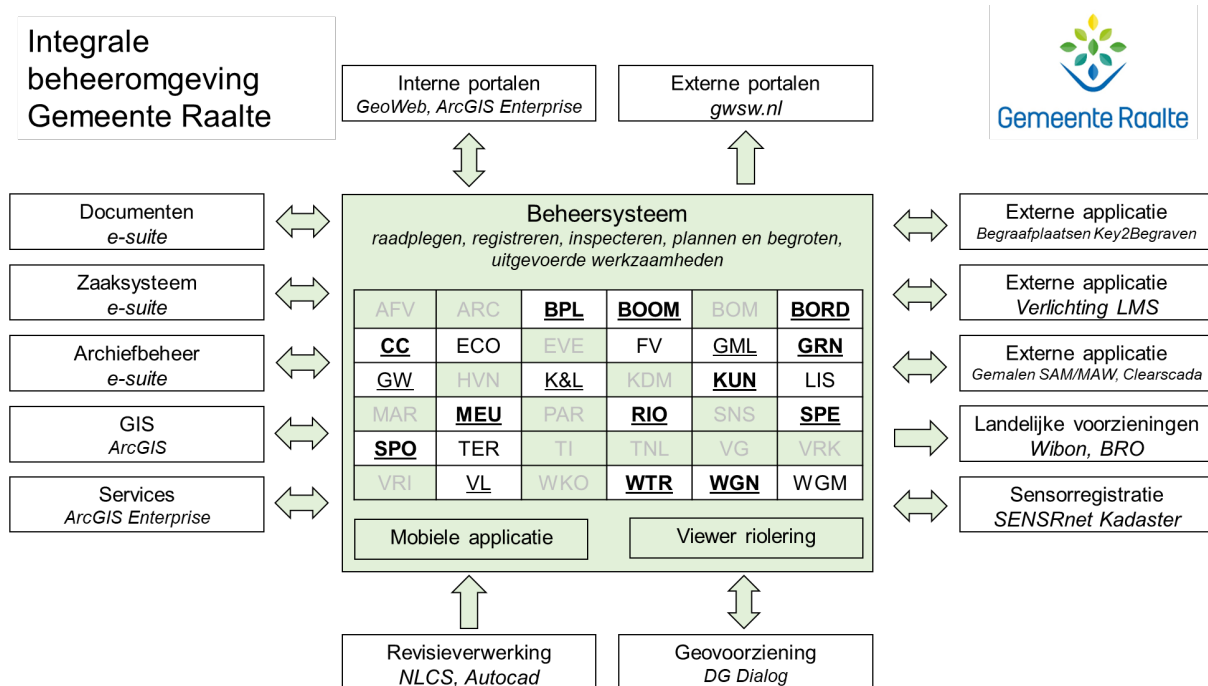 Integrale
beheeromgeving
Gemeente Raalte
Interne portalen
GeoWeb, ArcGIS Enterprise
Externe portalen
gwsw.nl
Gemeente Raalte
Documenten
e-suite
Zaaksysteem
e-suite
Archiefbeheer
e-suite
GIS
ArcGIS
Services
ArcGIS Enterprise
Beheersysteem
raadplegen, registreren, inspecteren, plannen en begroten,
uitgevoerde werkzaamheden
AFV ARC BPL BOOM BOM BORD
CC ECO EVE FV GML GRN
GW HVN K&L KDM KUN LIS
MAR MEU PAR RIO SNS SPE
SPO TER TI TNL VG VRK
VRI VL WKO WTR WGN WGM
Mobiele applicatie
Viewer riolering
Externe applicatie
Begraafplaatsen Key2Begraven
Externe applicatie
Verlichting LMS
Externe applicatie
Gemalen SAM/MAW, Clearscada
Landelijke voorzieningen
Wibon, BRO
Sensorregistratie
SENSRnet Kadaster
Revisieverwerking
NLCS, Autocad
Geovoorziening
DG Dialog